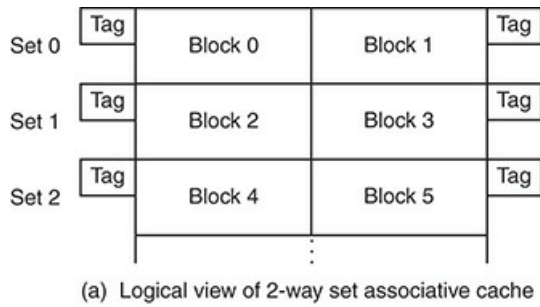 Tag Tag
Set 0 Block 0 Block 1
Tag Tag
Set 1 Block 2 Block 3
Tag Tag
Set 2 Block 4 Block 5
(a) Logical view of 2-way set associative cache